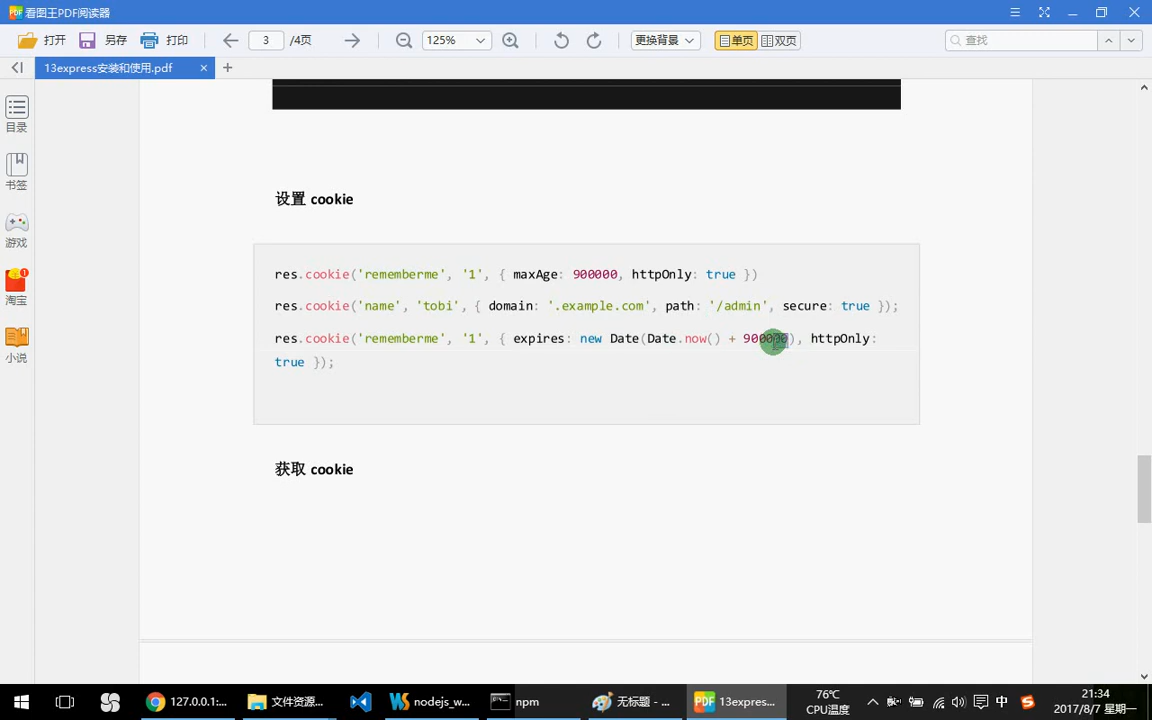 看图王PDF阅读器
打开 另存 打印 3 /4页 125% 更换背景 单页 双页 查找
13express安装和使用.pdf
目录
书签
游戏
1
淘宝
小说
设置 cookie
res.cookie('rememberme', '1', { maxAge: 900000, httpOnly: true })
res.cookie('name', 'tobi', { domain: '.example.com', path: '/admin', secure: true });
res.cookie('rememberme', '1', { expires: new Date(Date.now() + 900000), httpOnly:
true });
获取 cookie
127.0.0.1:... 文件资源... nodejs_w... npm 无标题 - ... 13expres...
76℃
CPU温度
中
21:34
2017/8/7 星期一